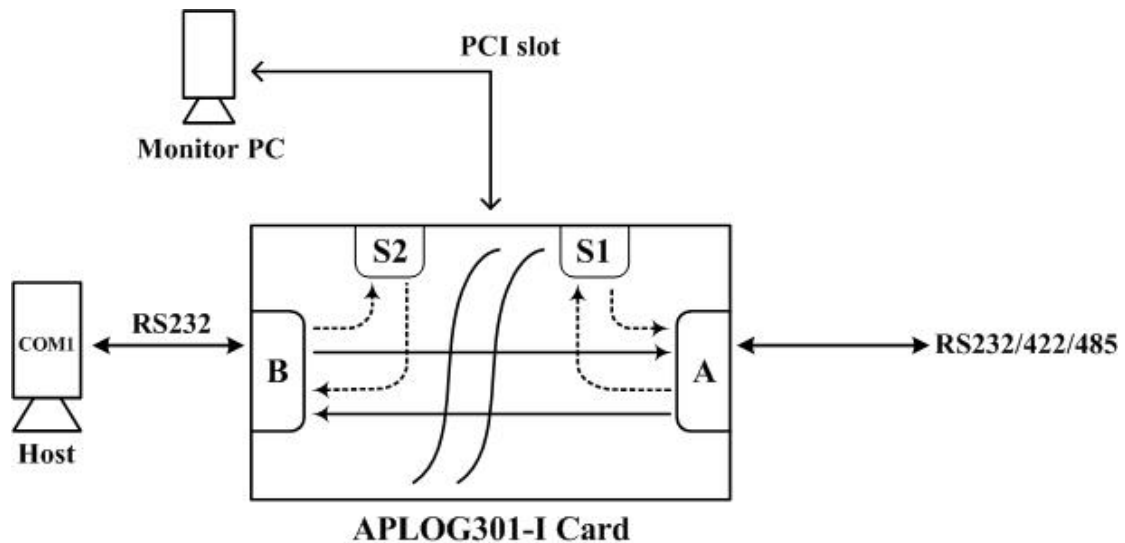 PCI slot
Monitor PC
S2
S1
COM1
RS232
B
A
RS232/422/485
Host
APLOG301-I Card